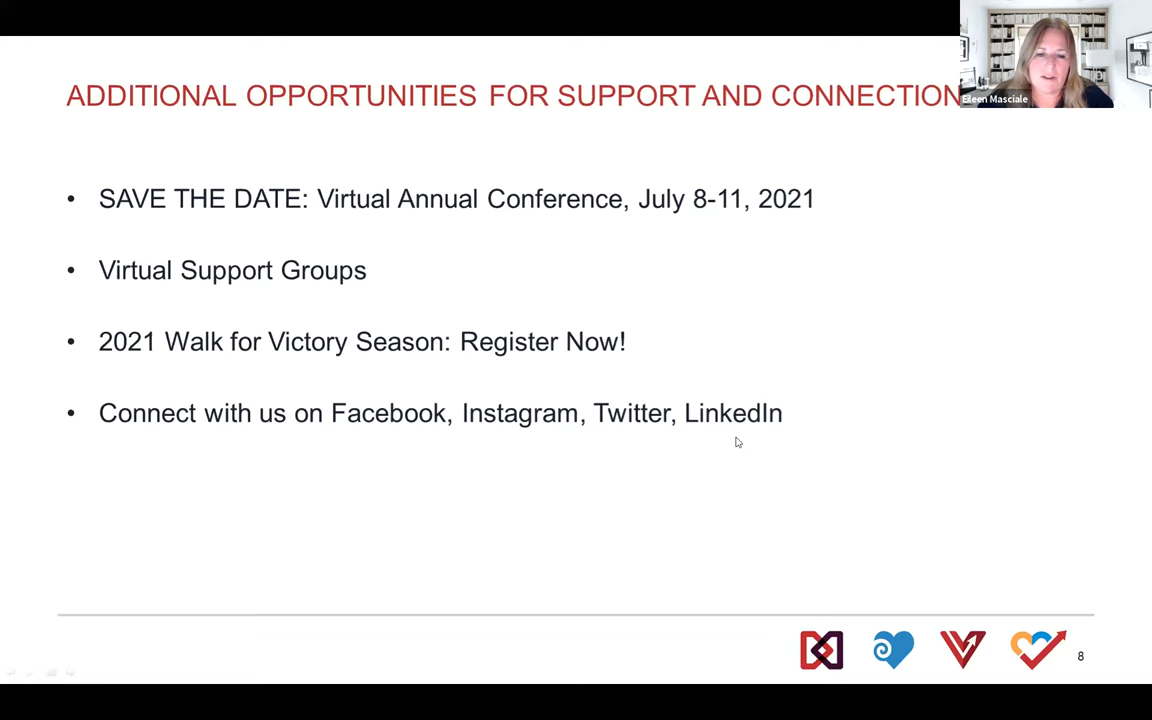 ADDITIONAL OPPORTUNITIES FOR SUPPORT AND CONNECTION
Eileen Masciale
• SAVE THE DATE: Virtual Annual Conference, July 8-11, 2021
• Virtual Support Groups
• 2021 Walk for Victory Season: Register Now!
• Connect with us on Facebook, Instagram, Twitter, LinkedIn
8